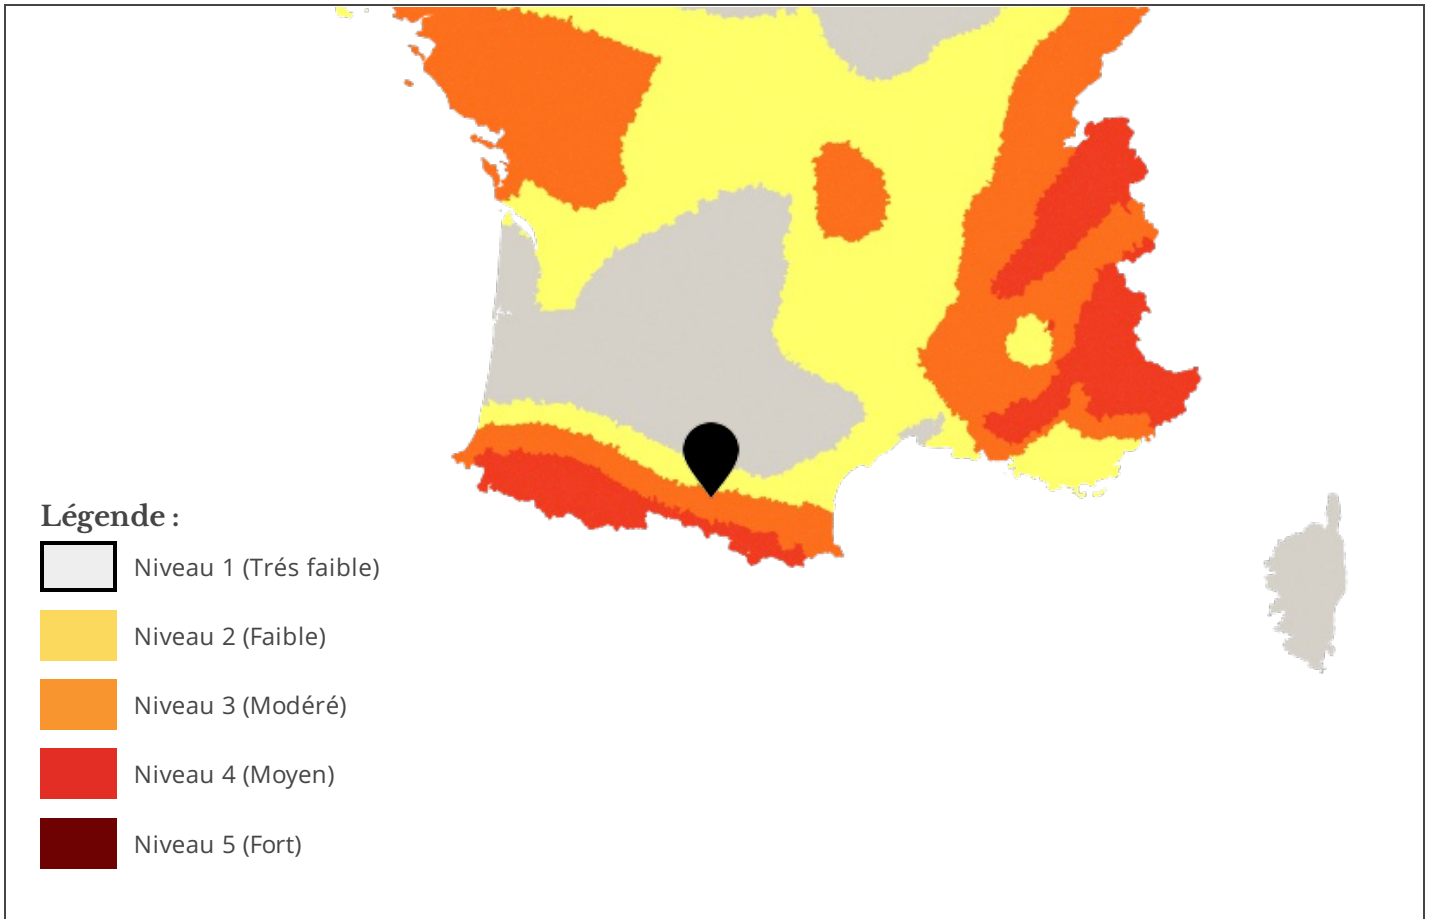 Légende :
Niveau 1 (Trés faible)
Niveau 2 (Faible)
Niveau 3 (Modéré)
Niveau 4 (Moyen)
Niveau 5 (Fort)